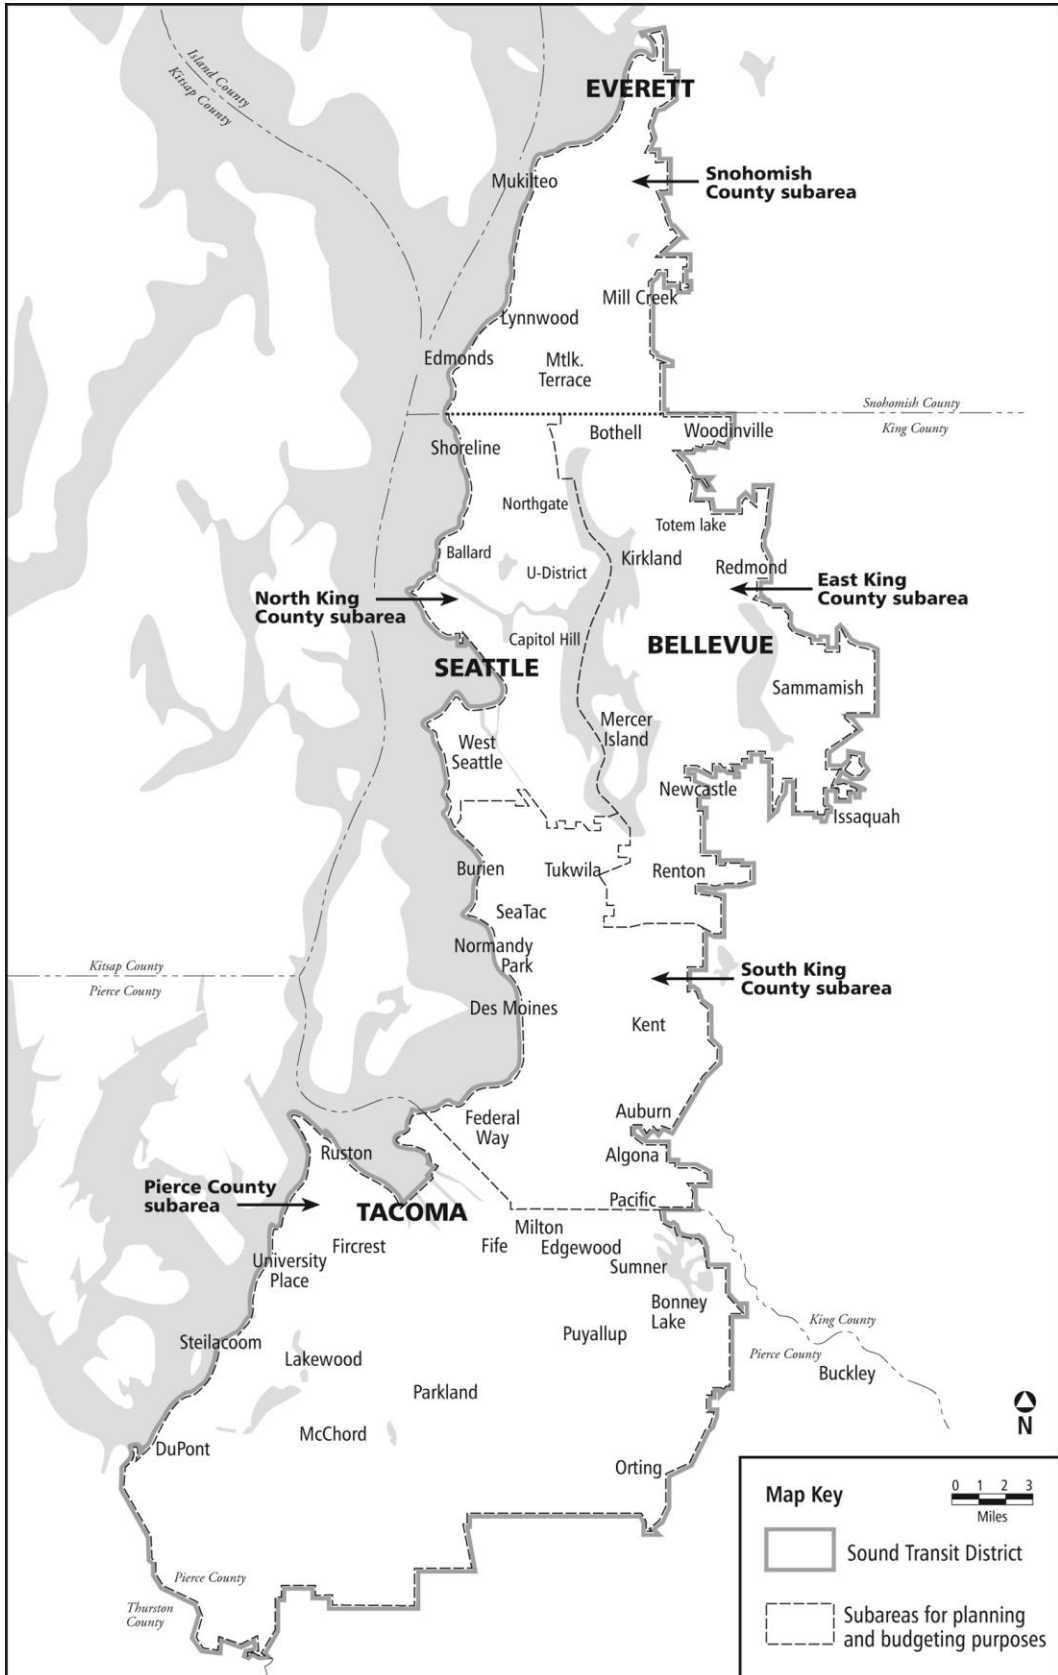 Island County
Kitsap County
EVERETT
Mukilteo
Snohomish
County subarea
Mill Creek
Lynnwood
Edmonds
Mtlk.
Terrace
Snohomish County
King County
Bothell
Woodinville
Shoreline
Northgate
Totem lake
Ballard
U-District
Kirkland
Redmond
North King
County subarea
East King
County subarea
Capitol Hill
SEATTLE
BELLEVUE
Sammamish
Mercer
Island
West
Seattle
Newcastle
Issaquah
Burien
Tukwila
Renton
SeaTac
Normandy
Park
Kitsap County
Pierce County
South King
County subarea
Des Moines
Kent
Auburn
Federal
Way
Ruston
Algona
Pierce County
subarea
Pacific
TACOMA
Milton
Fircrest
Fife
Edgewood
University
Place
Sumner
Bonney
Lake
King County
Pierce County
Puyallup
Steilacoom
Lakewood
Buckley
Parkland
McChord
DuPont
N
Orting
Pierce County
Thurston
County
Map Key
0 1 2 3
Miles
Sound Transit District
Subareas for planning
and budgeting purposes